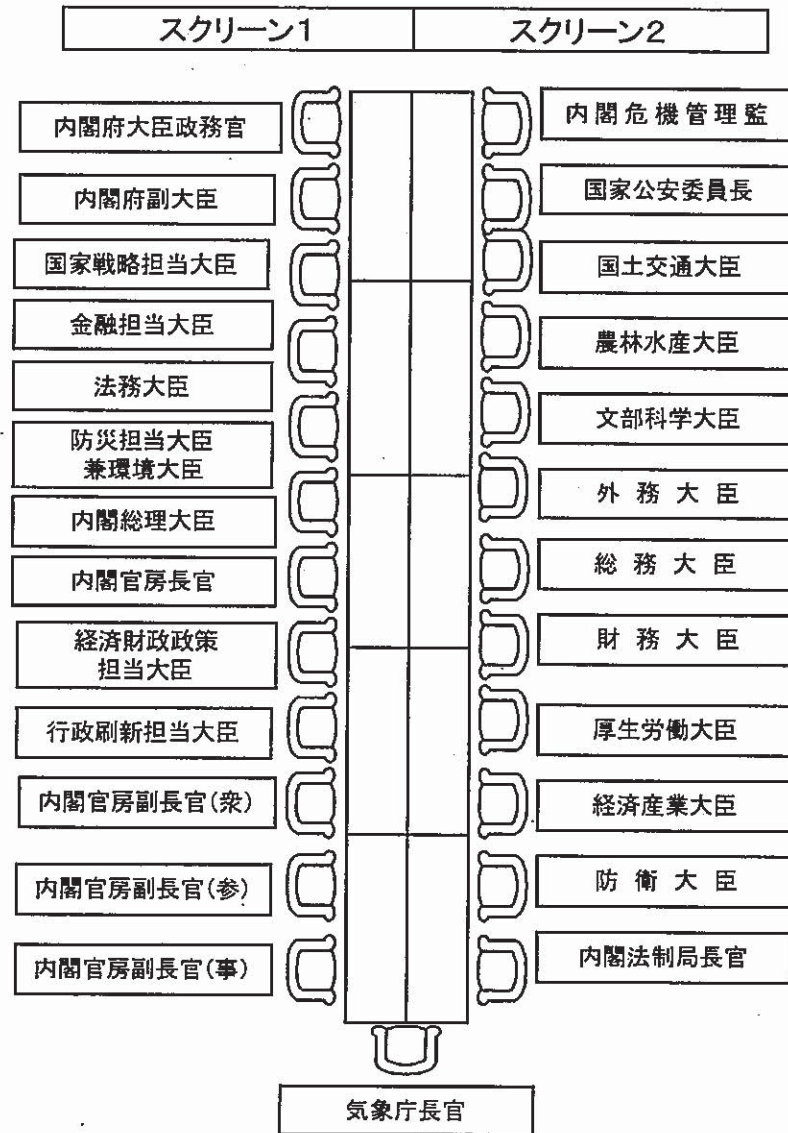 スクリーン1
スクリーン2
内閣府大臣政務官
内閣府副大臣
国家戦略担当大臣
金融担当大臣
法務大臣
防災担当大臣
兼環境大臣
内閣総理大臣
内閣官房長官
経済財政政策
担当大臣
行政刷新担当大臣
内閣官房副長官(衆)
内閣官房副長官(参)
内閣官房副長官(事)
内閣危機管理監
国家公安委員長
国土交通大臣
農林水産大臣
文部科学大臣
外務大臣
総務大臣
財務大臣
厚生労働大臣
経済産業大臣
防衛大臣
内閣法制局長官
気象庁長官